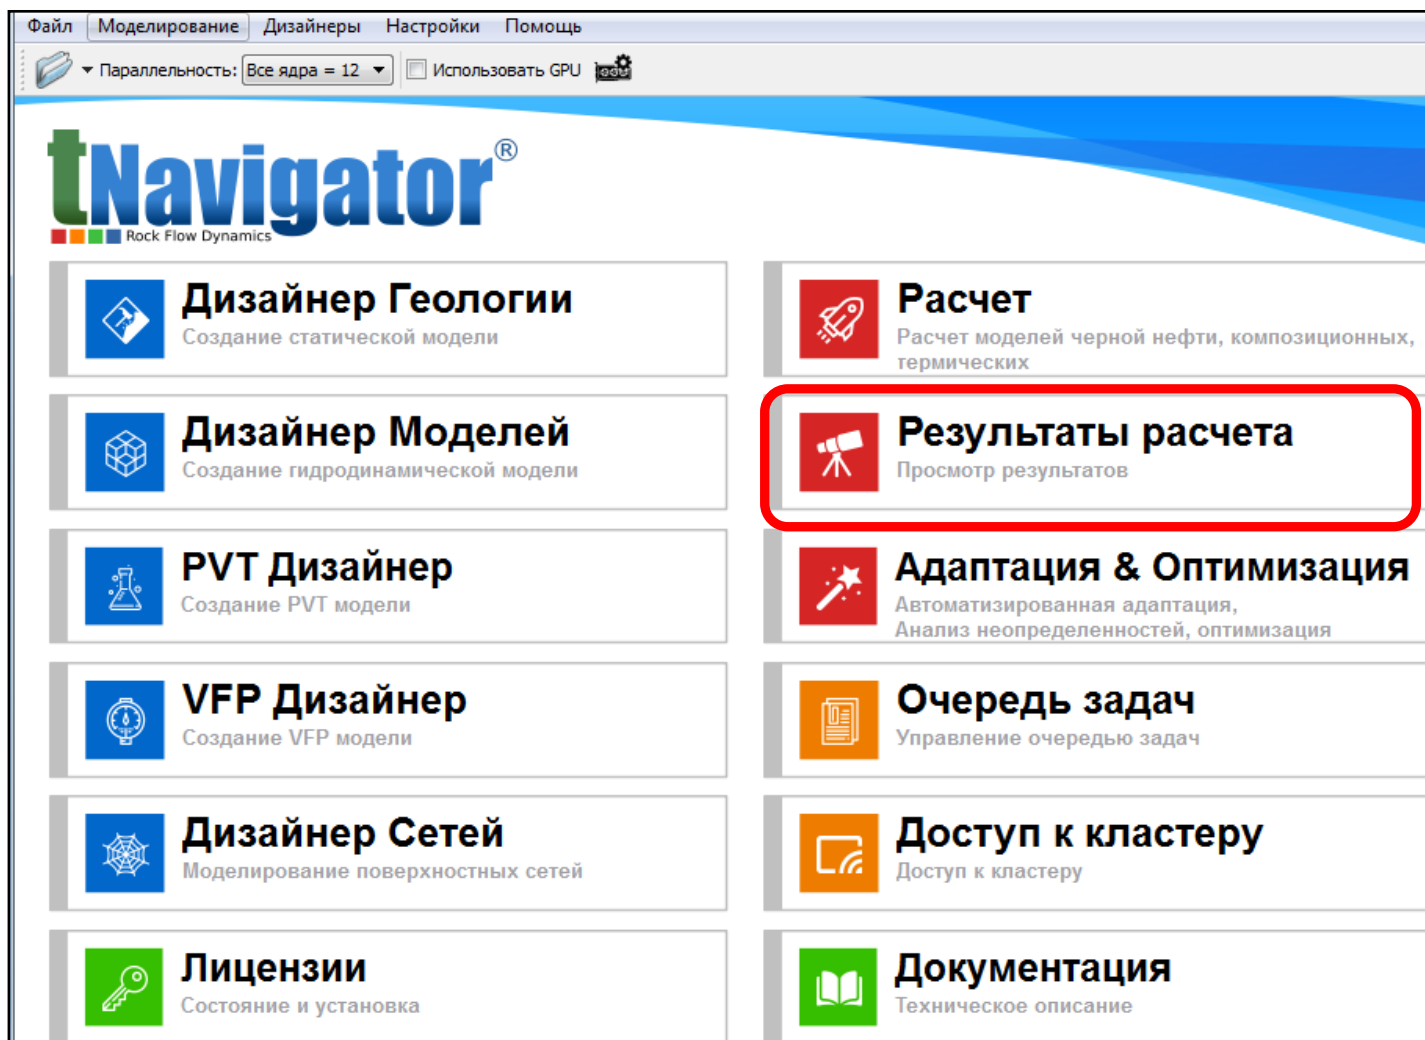 Файл Моделирование Дизайнеры Настройки Помощь
Параллельность: Все ядра = 12 Использовать GPU
tNavigator®
Rock Flow Dynamics
Дизайнер Геологии
Создание статической модели
Расчет
Расчет моделей черной нефти, композиционных,
термических
Дизайнер Моделей
Создание гидродинамической модели
Результаты расчета
Просмотр результатов
PVT Дизайнер
Создание PVT модели
Адаптация & Оптимизация
Автоматизированная адаптация,
Анализ неопределенностей, оптимизация
VFP Дизайнер
Создание VFP модели
Очередь задач
Управление очередью задач
Дизайнер Сетей
Моделирование поверхностных сетей
Доступ к кластеру
Доступ к кластеру
Лицензии
Состояние и установка
Документация
Техническое описание